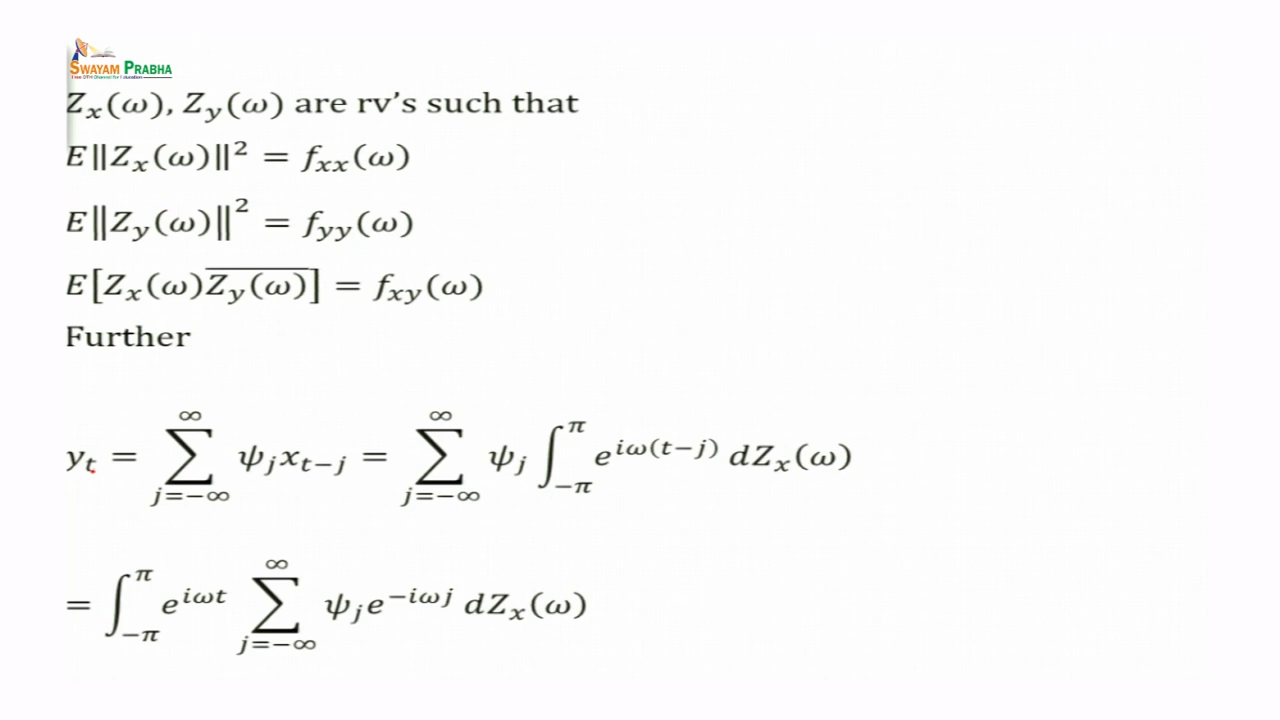 SWAYAM PRABHA
Z_x(ω), Z_y(ω) are rv's such that
E‖Z_x(ω)‖² = f_xx(ω)
E‖Z_y(ω)‖² = f_yy(ω)
E[Z_x(ω)\overline{Z_y(ω)}] = f_xy(ω)
Further
y_t = ∑_{j=−∞}^{∞} ψ_j x_{t−j} = ∑_{j=−∞}^{∞} ψ_j ∫_{−π}^{π} e^{iω(t−j)} dZ_x(ω)
= ∫_{−π}^{π} e^{iωt} ∑_{j=−∞}^{∞} ψ_j e^{−iωj} dZ_x(ω)